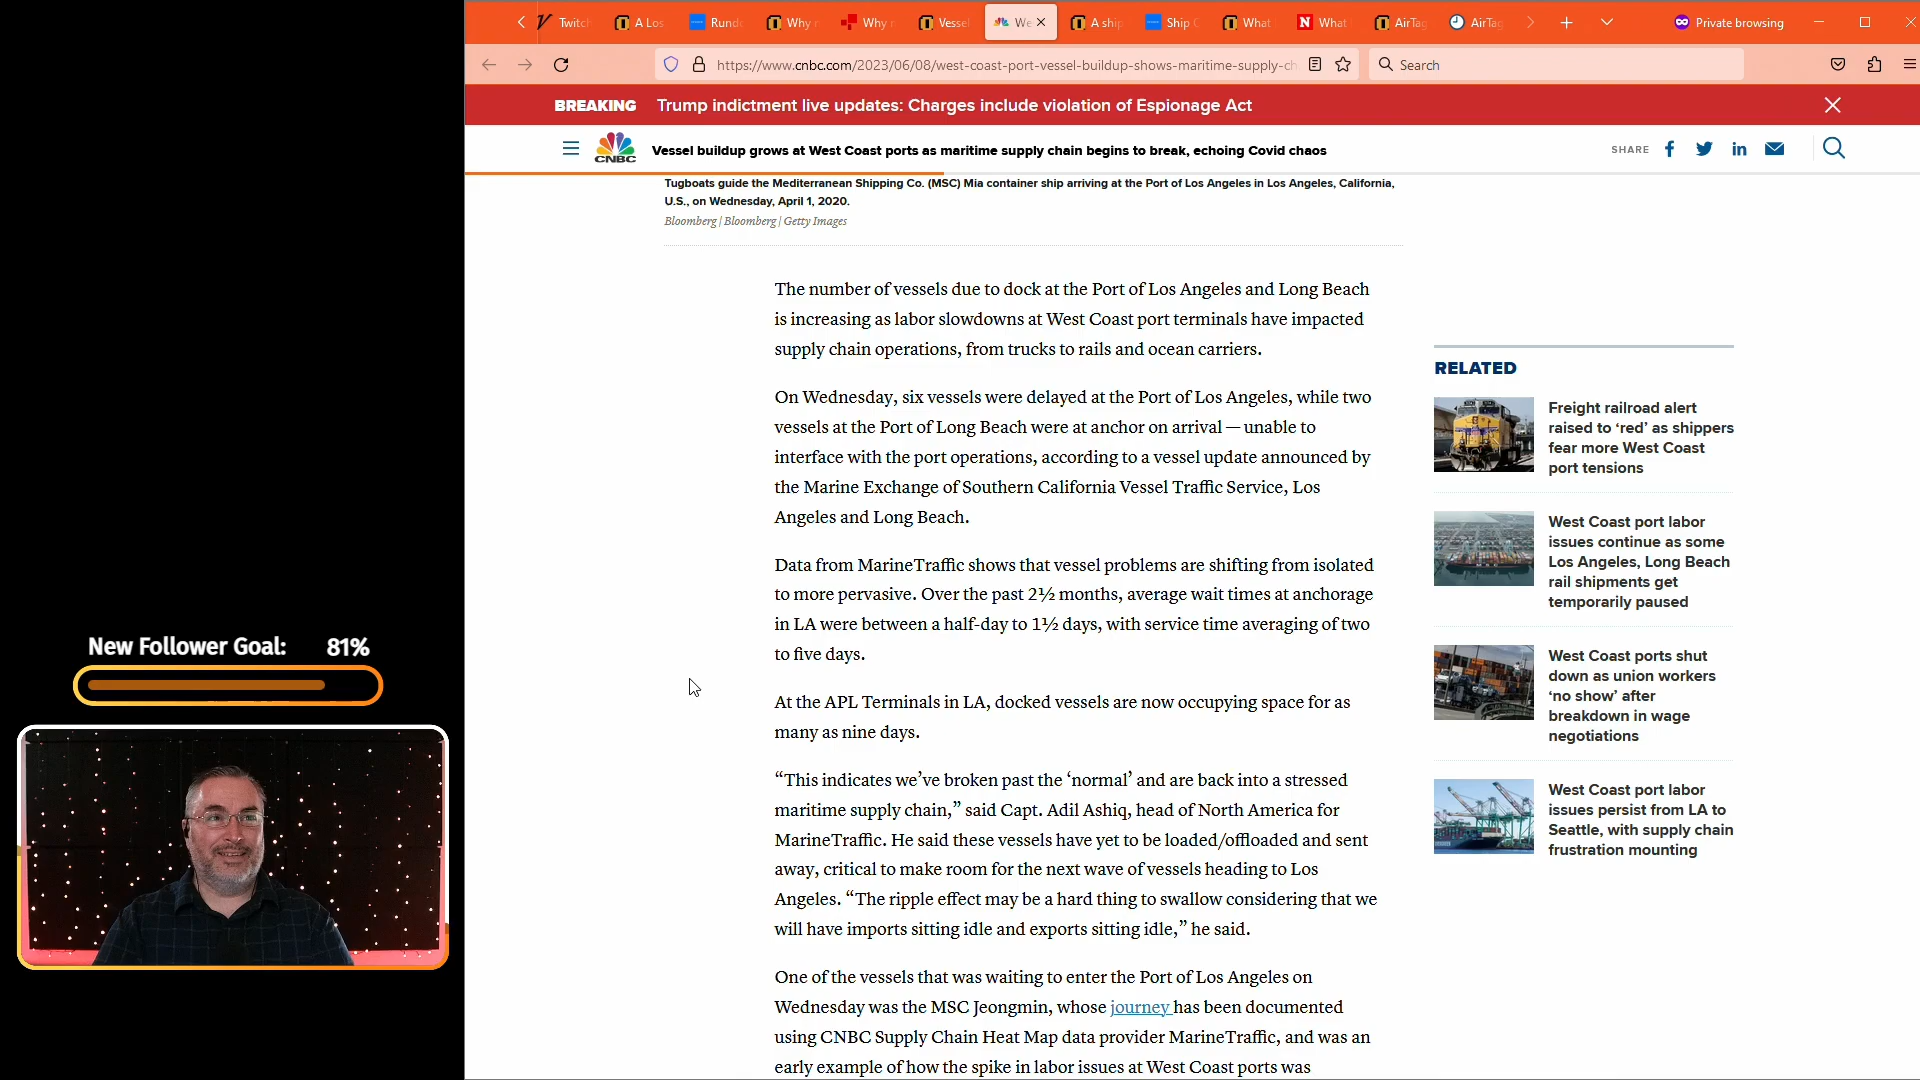 Twitch
A Los
Rund
Why
Why
Vessel
We
A ship
Ship
What
What
AirTag
AirTag
Private browsing
https://www.cnbc.com/2023/06/08/west-coast-port-vessel-buildup-shows-maritime-supply-ch
Search
BREAKING Trump indictment live updates: Charges include violation of Espionage Act
CNBC
Vessel buildup grows at West Coast ports as maritime supply chain begins to break, echoing Covid chaos
SHARE
Tugboats guide the Mediterranean Shipping Co. (MSC) Mia container ship arriving at the Port of Los Angeles in Los Angeles, California,
U.S., on Wednesday, April 1, 2020.
Bloomberg | Bloomberg | Getty Images
The number of vessels due to dock at the Port of Los Angeles and Long Beach
is increasing as labor slowdowns at West Coast port terminals have impacted
supply chain operations, from trucks to rails and ocean carriers.
On Wednesday, six vessels were delayed at the Port of Los Angeles, while two
vessels at the Port of Long Beach were at anchor on arrival — unable to
interface with the port operations, according to a vessel update announced by
the Marine Exchange of Southern California Vessel Traffic Service, Los
Angeles and Long Beach.
Data from MarineTraffic shows that vessel problems are shifting from isolated
to more pervasive. Over the past 2½ months, average wait times at anchorage
in LA were between a half-day to 1½ days, with service time averaging of two
to five days.
At the APL Terminals in LA, docked vessels are now occupying space for as
many as nine days.
“This indicates we’ve broken past the ‘normal’ and are back into a stressed
maritime supply chain,” said Capt. Adil Ashiq, head of North America for
MarineTraffic. He said these vessels have yet to be loaded/offloaded and sent
away, critical to make room for the next wave of vessels heading to Los
Angeles. “The ripple effect may be a hard thing to swallow considering that we
will have imports sitting idle and exports sitting idle,” he said.
One of the vessels that was waiting to enter the Port of Los Angeles on
Wednesday was the MSC Jeongmin, whose journey has been documented
using CNBC Supply Chain Heat Map data provider MarineTraffic, and was an
early example of how the spike in labor issues at West Coast ports was
RELATED
Freight railroad alert
raised to ‘red’ as shippers
fear more West Coast
port tensions
West Coast port labor
issues continue as some
Los Angeles, Long Beach
rail shipments get
temporarily paused
West Coast ports shut
down as union workers
‘no show’ after
breakdown in wage
negotiations
West Coast port labor
issues persist from LA to
Seattle, with supply chain
frustration mounting
New Follower Goal: 81%